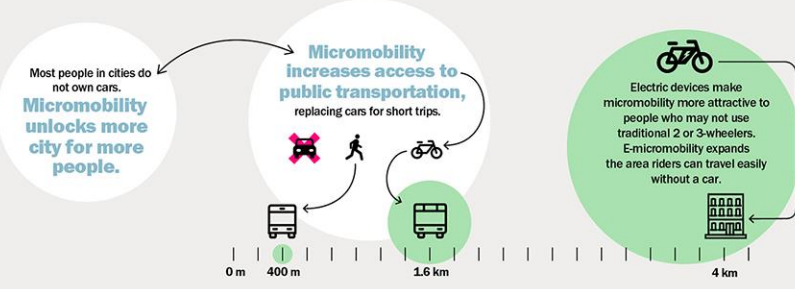 Most people in cities do
not own cars.
Micromobility
unlocks more
city for more
people.
Micromobility
increases access to
public transportation,
replacing cars for short trips.
Electric devices make
micromobility more attractive to
people who may not use
traditional 2 or 3-wheelers.
E-micromobility expands
the area riders can travel easily
without a car.
0 m 400 m 1.6 km 4 km